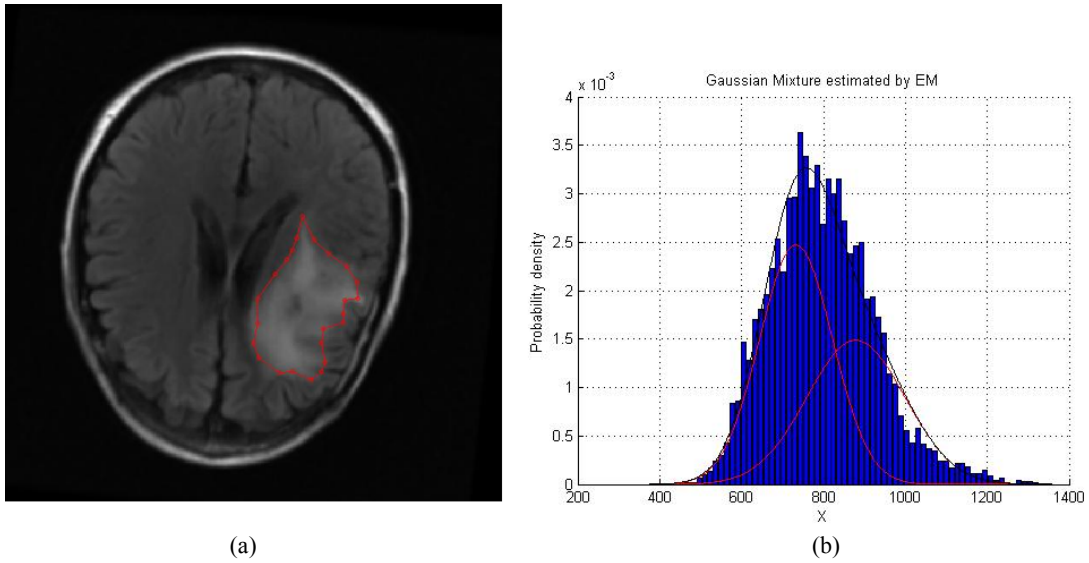 Gaussian Mixture estimated by EM
x 10⁻³
4
3.5
3
2.5
2
1.5
1
0.5
0
Probability density
200 400 600 800 1000 1200 1400
X
(a) (b)